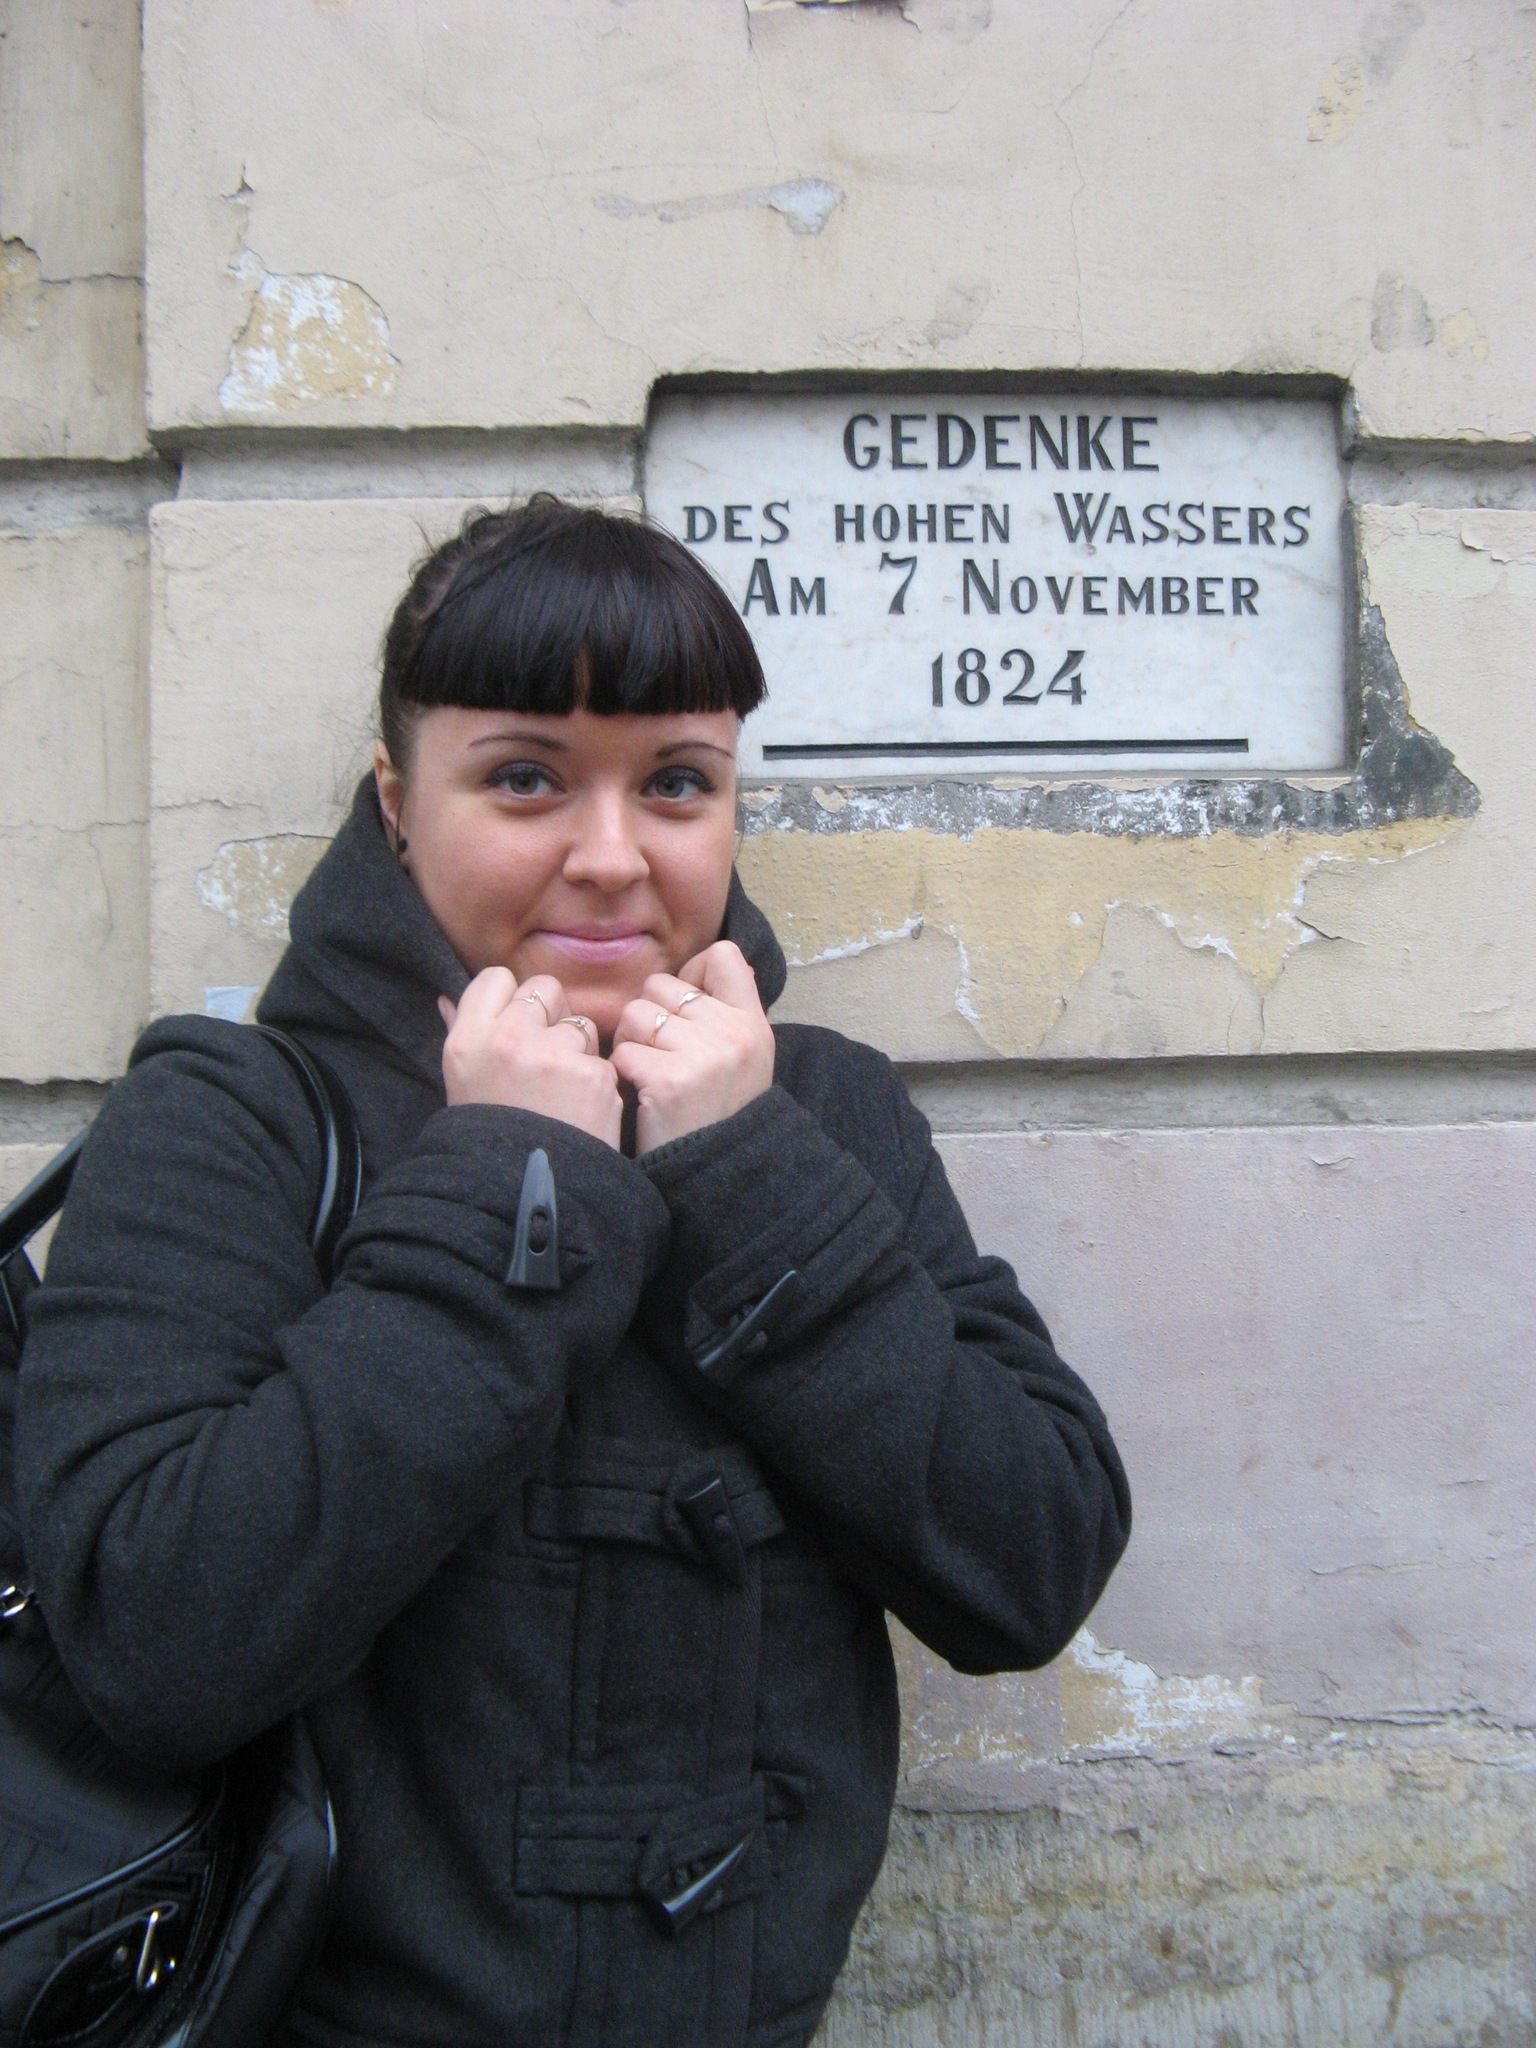 GEDENKE
DES HOHEN WASSERS
AM 7 NOVEMBER
1824